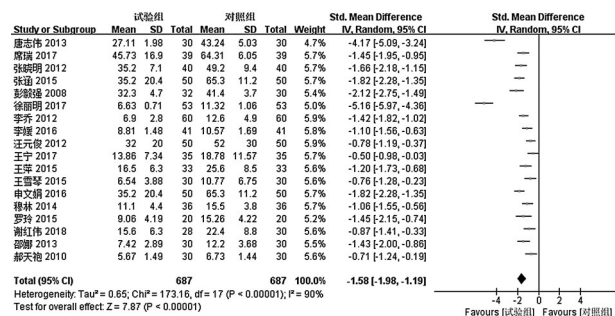 试验组 对照组 Std. Mean Difference Std. Mean Difference
Study or Subgroup Mean SD Total Mean SD Total Weight IV, Random, 95% CI IV, Random, 95% CI
唐志伟 2013 27.11 1.98 30 43.24 5.03 30 4.7% -4.17 [-5.09, -3.24]
席瑞 2017 45.73 16.9 39 64.31 6.05 39 5.8% -1.45 [-1.95, -0.95]
张晓明 2012 35.2 7.1 40 49.2 9.4 40 5.7% -1.66 [-2.18, -1.15]
张涵 2015 35.2 20.4 50 65.3 11.2 50 5.8% -1.82 [-2.28, -1.35]
彭毅强 2008 32.3 4.7 32 41.4 3.7 30 5.5% -2.12 [-2.75, -1.49]
徐丽明 2017 6.63 0.71 53 11.32 1.06 53 5.0% -5.16 [-5.97, -4.36]
李乔 2012 6.9 2.8 60 12.6 4.9 60 5.9% -1.42 [-1.82, -1.02]
李媛 2016 8.81 1.48 41 10.57 1.69 41 5.8% -1.10 [-1.56, -0.63]
汪元俊 2012 32 20 50 52 30 50 5.9% -0.78 [-1.19, -0.37]
王宁 2017 13.86 7.34 35 18.78 11.57 35 5.8% -0.50 [-0.98, -0.03]
王萍 2015 16.5 6.3 33 25.6 8.5 33 5.7% -1.20 [-1.73, -0.68]
王雪琴 2015 6.54 3.88 30 10.77 6.75 30 5.7% -0.76 [-1.28, -0.23]
申文娟 2016 35.2 20.4 50 65.3 11.2 50 5.8% -1.82 [-2.28, -1.35]
穆林 2014 11.1 4.4 36 15.5 3.8 36 5.8% -1.06 [-1.55, -0.56]
罗玲 2015 9.06 4.19 20 15.26 4.22 20 5.3% -1.45 [-2.15, -0.74]
谢红伟 2018 15.6 6.3 28 22.4 8.8 30 5.7% -0.87 [-1.41, -0.33]
邵娜 2013 7.42 2.89 30 12.2 3.68 30 5.6% -1.43 [-2.00, -0.86]
郝天袍 2010 5.67 1.49 30 6.73 1.44 30 5.7% -0.71 [-1.24, -0.19]
Total (95% CI) 687 687 100.0% -1.58 [-1.98, -1.19]
Heterogeneity: Tau² = 0.65; Chi² = 173.16, df = 17 (P < 0.00001); I² = 90%
Test for overall effect: Z = 7.87 (P < 0.00001)
-4 -2 0 2 4
Favours [试验组] Favours [对照组]